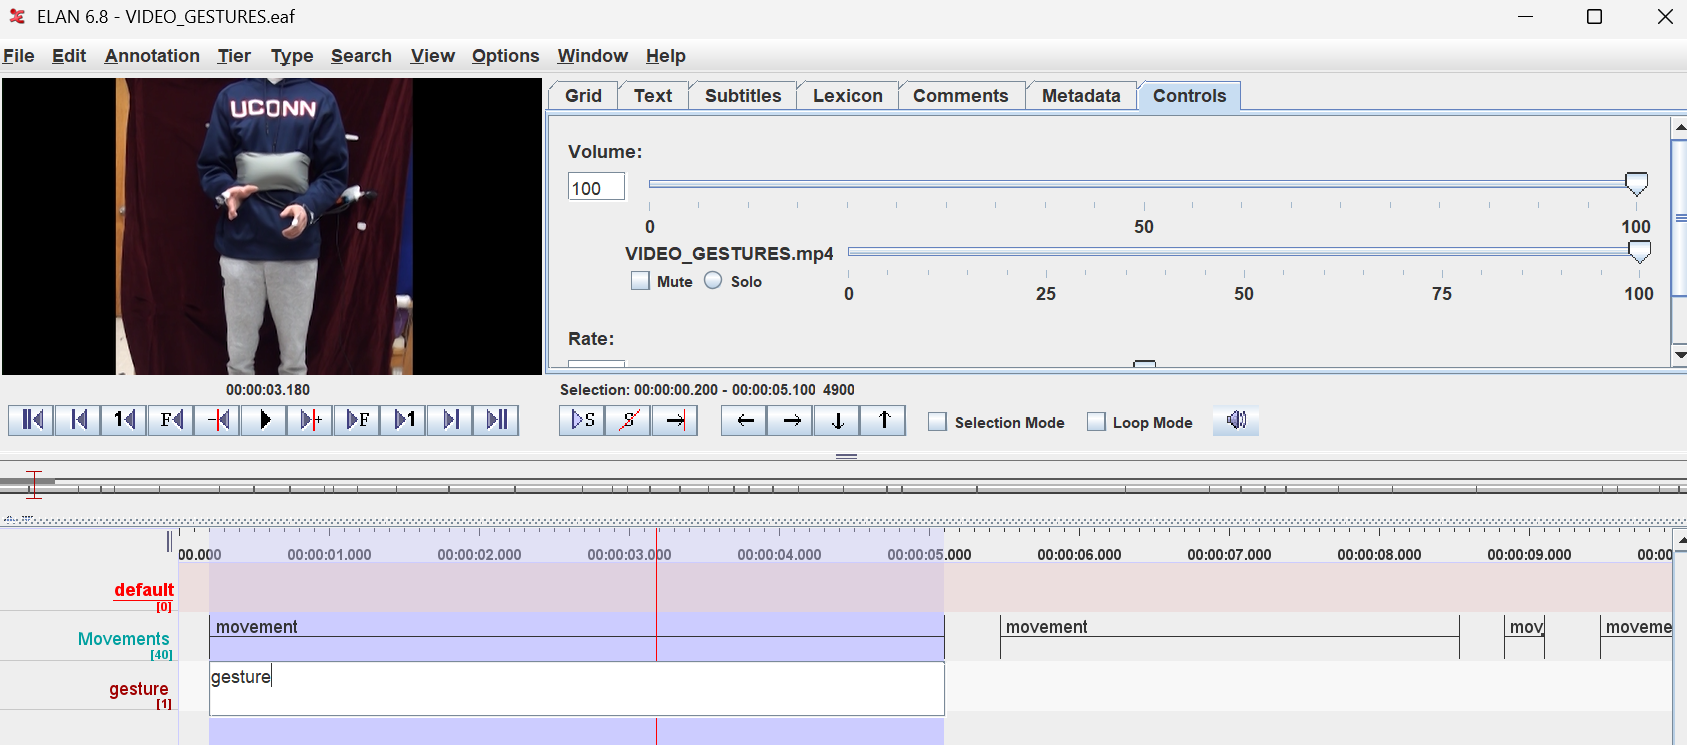 ELAN 6.8 - VIDEO_GESTURES.eaf
File Edit Annotation Tier Type Search View Options Window Help
UCONN
Grid Text Subtitles Lexicon Comments Metadata Controls
Volume:
100
0 50 100
VIDEO_GESTURES.mp4
Mute Solo
0 25 50 75 100
Rate:
00:00:03.180
Selection: 00:00:00.200 - 00:00:05.100 4900
1 F - + F 1 S S
Selection Mode Loop Mode
00.000 00:00:01.000 00:00:02.000 00:00:03.000 00:00:04.000 00:00:05.000 00:00:06.000 00:00:07.000 00:00:08.000 00:00:09.000 00:00
default
[0]
Movements
[40]
movement movement mov moveme
gesture
[1]
gesture